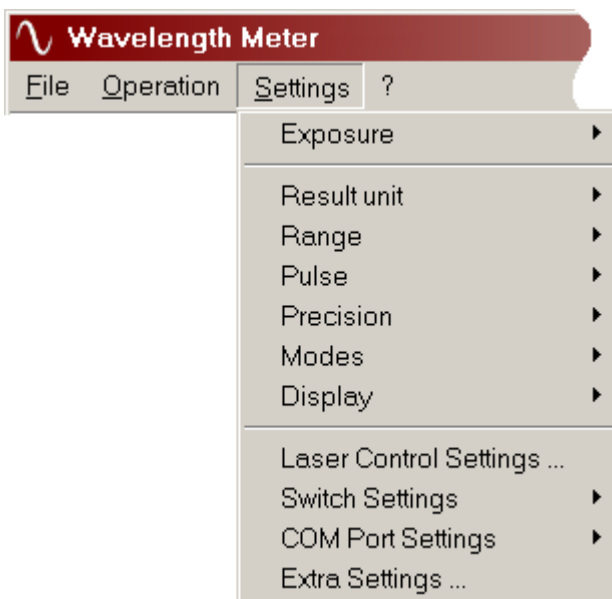 Wavelength Meter
File Operation Settings ?
Exposure
Result unit
Range
Pulse
Precision
Modes
Display
Laser Control Settings ...
Switch Settings
COM Port Settings
Extra Settings ...